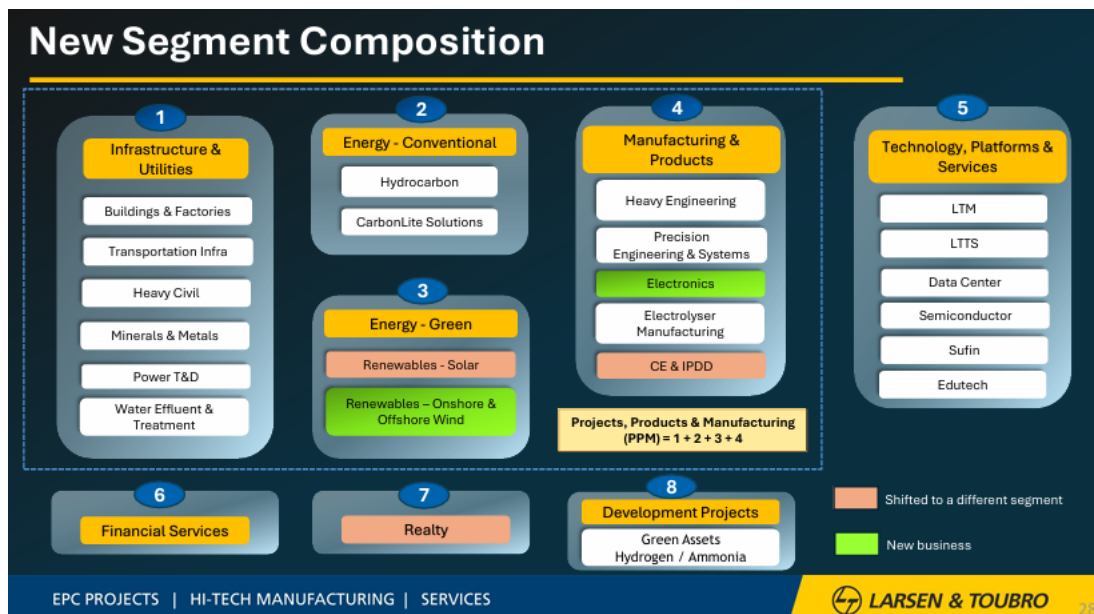 New Segment Composition
1
Infrastructure &
Utilities
Buildings & Factories
Transportation Infra
Heavy Civil
Minerals & Metals
Power T&D
Water Effluent &
Treatment
2
Energy - Conventional
Hydrocarbon
CarbonLite Solutions
3
Energy - Green
Renewables - Solar
Renewables – Onshore &
Offshore Wind
4
Manufacturing &
Products
Heavy Engineering
Precision
Engineering & Systems
Electronics
Electrolyser
Manufacturing
CE & IPDD
Projects, Products & Manufacturing
(PPM) = 1 + 2 + 3 + 4
5
Technology, Platforms &
Services
LTM
LTTS
Data Center
Semiconductor
Sufin
Edutech
6
Financial Services
7
Realty
8
Development Projects
Green Assets
Hydrogen / Ammonia
Shifted to a different segment
New business
EPC PROJECTS | HI-TECH MANUFACTURING | SERVICES
LARSEN & TOUBRO
28